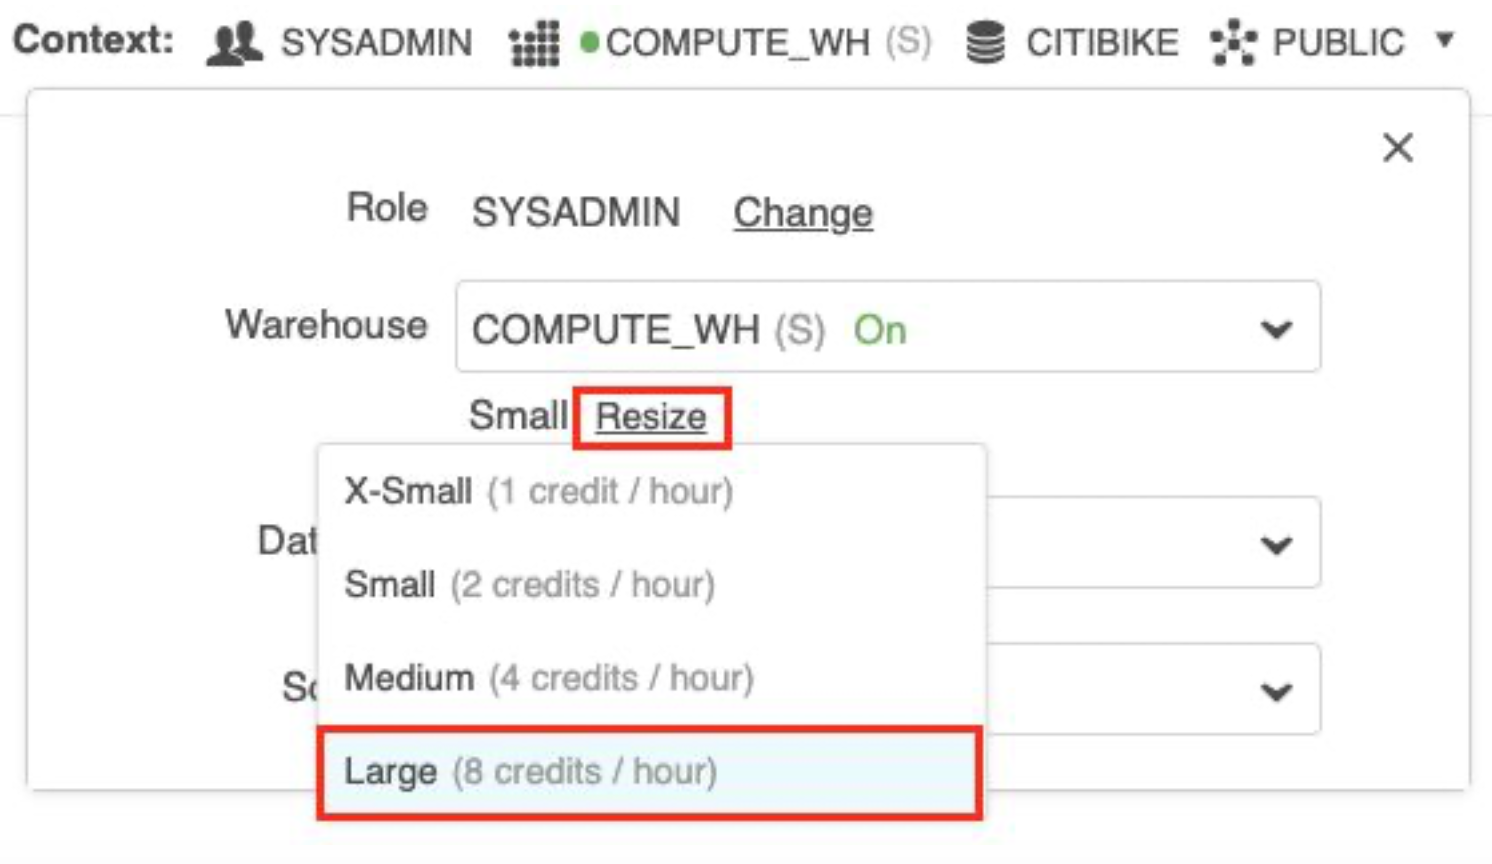 Context: SYSADMIN COMPUTE_WH (S) CITIBIKE PUBLIC
Role SYSADMIN Change
Warehouse COMPUTE_WH (S) On
Small Resize
X-Small (1 credit / hour)
Dat
Small (2 credits / hour)
Medium (4 credits / hour)
Sc
Large (8 credits / hour)